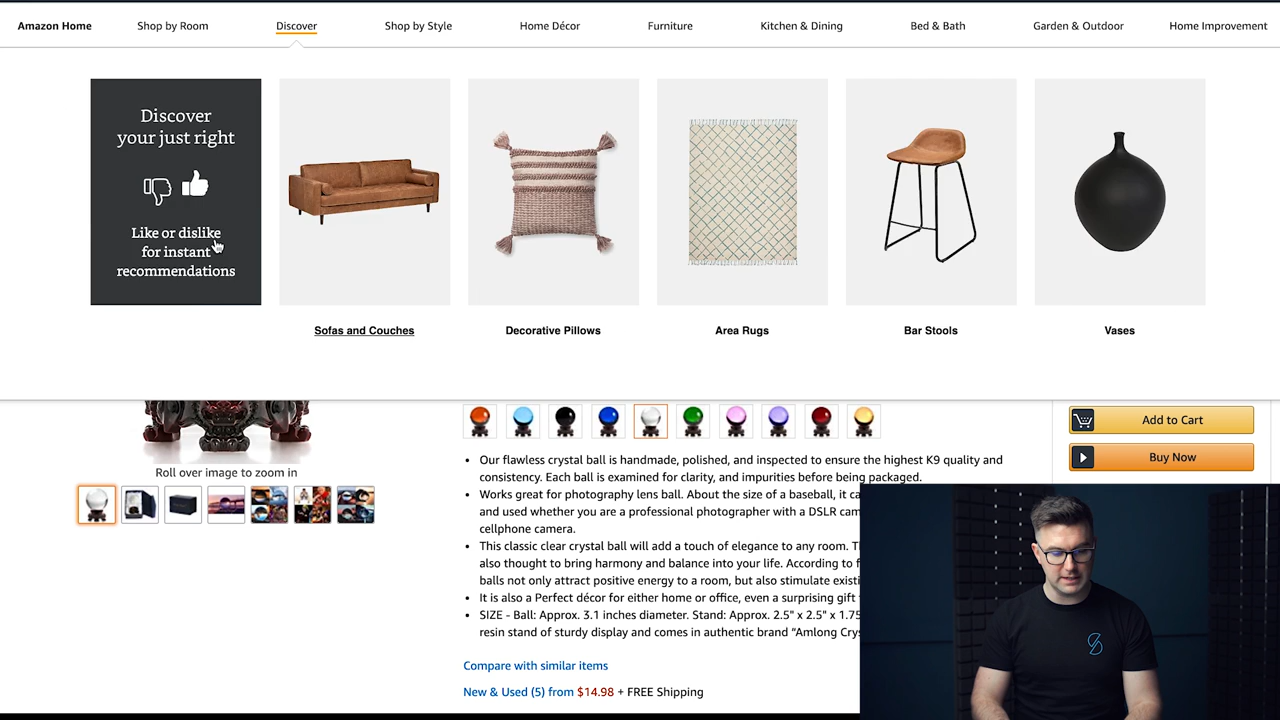 Amazon Home
Shop by Room
Discover
Shop by Style
Home Décor
Furniture
Kitchen & Dining
Bed & Bath
Garden & Outdoor
Home Improvement
Discover
your just right
Like or dislike
for instant
recommendations
Sofas and Couches
Decorative Pillows
Area Rugs
Bar Stools
Vases
Roll over image to zoom in
Our flawless crystal ball is handmade, polished, and inspected to ensure the highest K9 quality and
consistency. Each ball is examined for clarity, and impurities before being packaged.
Works great for photography lens ball. About the size of a baseball, it
and used whether you are a professional photographer with a DSLR
cellphone camera.
This classic clear crystal ball will add a touch of elegance to any room.
also thought to bring harmony and balance into your life. According to
balls not only attract positive energy to a room, but also stimulate
It is also a Perfect décor for either home or office, even a surprising gift
SIZE - Ball: Approx. 3.1 inches diameter. Stand: Approx. 2.5" x 2.5" x 1.75
resin stand of sturdy display and comes in authentic brand "Amlong
Compare with similar items
New & Used (5) from $14.98 + FREE Shipping
Add to Cart
Buy Now